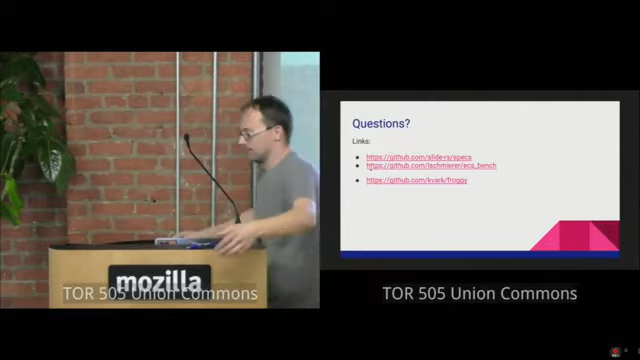 mozilla
TOR 505 Union Commons
Questions?
Links:
https://github.com/slide-rs/specs
https://github.com/lschmierer/ecs_bench
https://github.com/kvark/froggy
TOR 505 Union Commons